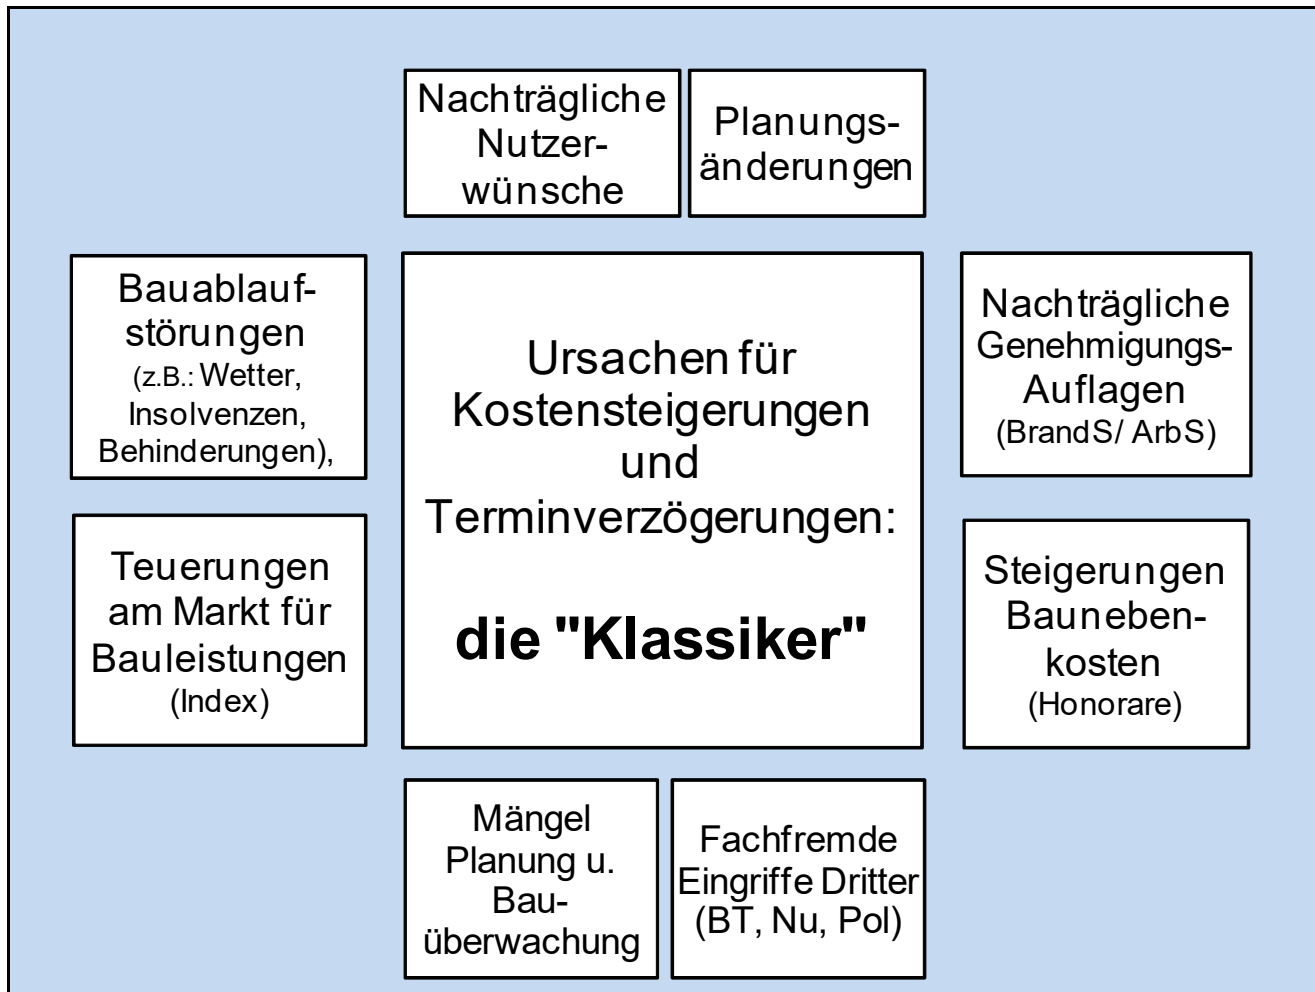 Nachträgliche
Nutzer-
wünsche
Planungs-
änderungen
Bauablauf-
störungen
(z.B.: Wetter,
Insolvenzen,
Behinderungen),
Ursachen für
Kostensteigerungen
und
Terminverzögerungen:
die "Klassiker"
Nachträgliche
Genehmigungs-
Auflagen
(BrandS/ ArbS)
Teuerungen
am Markt für
Bauleistungen
(Index)
Steigerungen
Bauneben-
kosten
(Honorare)
Mängel
Planung u.
Bau-
überwachung
Fachfremde
Eingriffe Dritter
(BT, Nu, Pol)